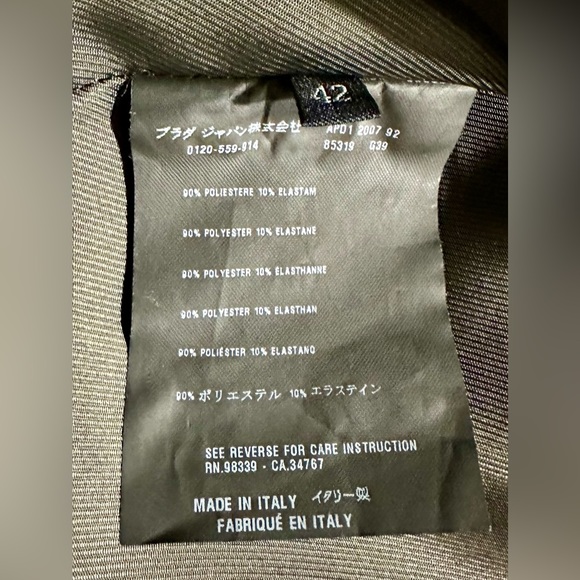 42
プラダ ジャパン株式会社 APD1 2007 92
0120-559-914 85319 G39
90% POLIESTERE 10% ELASTAM
90% POLYESTER 10% ELASTANE
90% POLYESTER 10% ÉLASTHANNE
90% POLYESTER 10% ELASTHAN
90% POLIÉSTER 10% ELASTANO
90% ポリエステル 10% エラステイン
SEE REVERSE FOR CARE INSTRUCTION
RN.98339 - CA.34767
MADE IN ITALY イタリー製
FABRIQUÉ EN ITALY